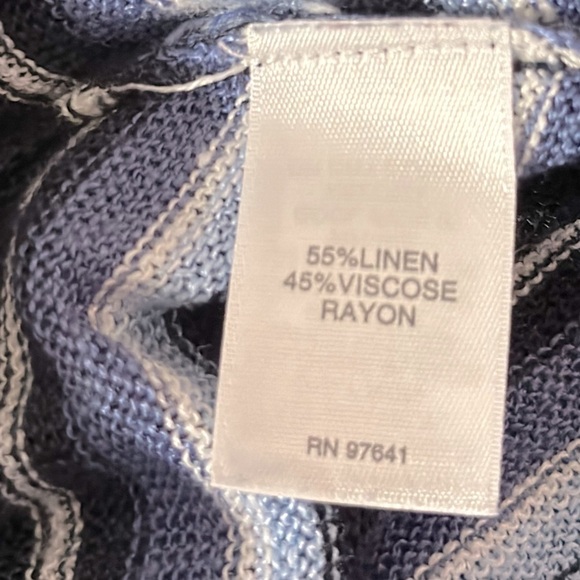 55%LINEN
45%VISCOSE
RAYON
RN 97641